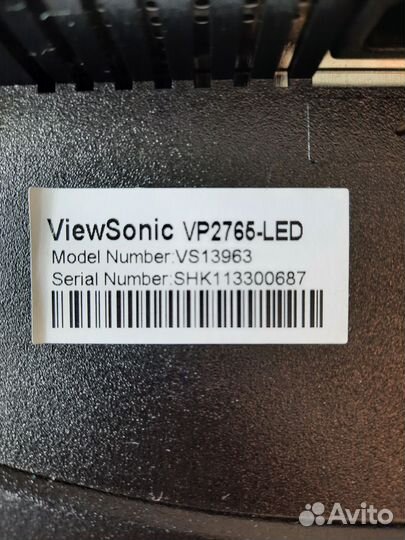 ViewSonic VP2765-LED
Model Number:VS13963
Serial Number:SHK113300687
Avito